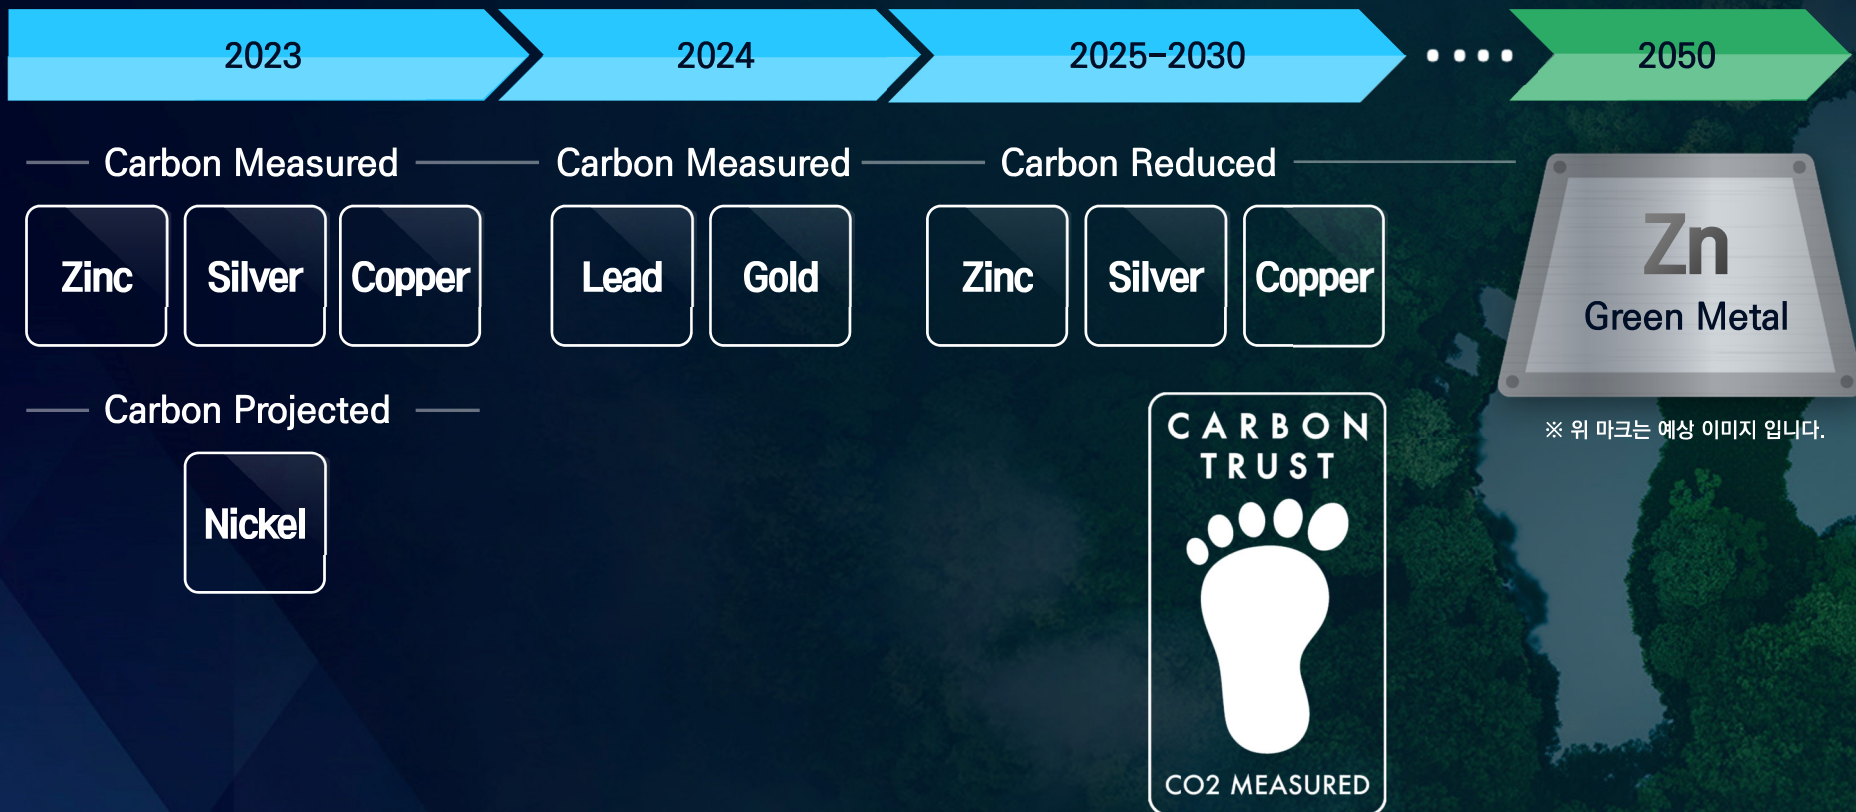 2023
2024
2025-2030
2050
Carbon Measured
Zinc
Silver
Copper
Carbon Projected
Nickel
Carbon Measured
Lead
Gold
Carbon Reduced
Zinc
Silver
Copper
CARBON
TRUST
CO2 MEASURED
Zn
Green Metal
※ 위 마크는 예상 이미지 입니다.